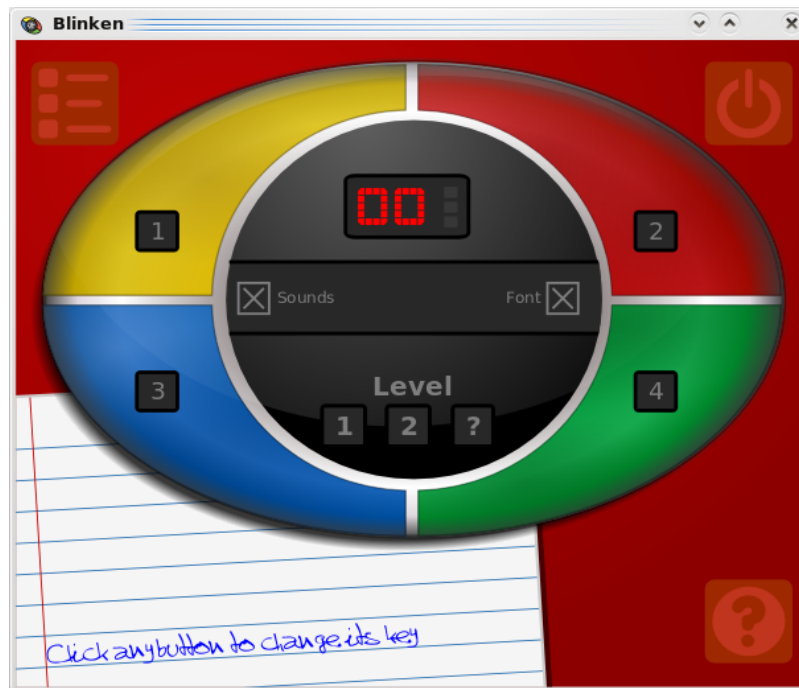 Blinken
1
2
00
Sounds
Font
3
4
Level
1 2 ?
?
Click any button to change its key